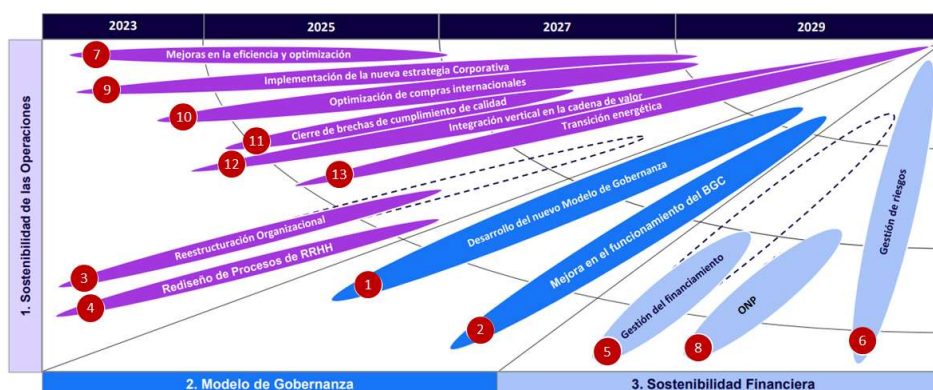 2023
2025
2027
2029
1. Sostenibilidad de las Operaciones
7
Mejoras en la eficiencia y optimización
9
Implementación de la nueva estrategia Corporativa
10
Optimización de compras internacionales
11
Cierre de brechas de cumplimiento de calidad
12
Integración vertical en la cadena de valor
13
Transición energética
3
Reestructuración Organizacional
4
Rediseño de Procesos de RRHH
1
Desarrollo del nuevo Modelo de Gobernanza
2
Mejora en el funcionamiento del BGC
5
Gestión del financiamiento
8
ONP
6
Gestión de riesgos
2. Modelo de Gobernanza
3. Sostenibilidad Financiera